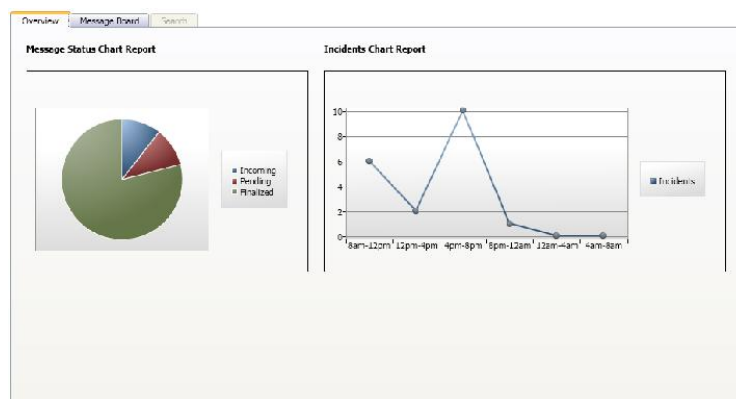 Overview Message Board Search
Message Status Chart Report
Incidents Chart Report
Incoming
Pending
Finalized
10
8
6
4
2
0
8am-12pm 12pm-4pm 4pm-8pm 8pm-12am 12am-4am 4am-8am
Incidents